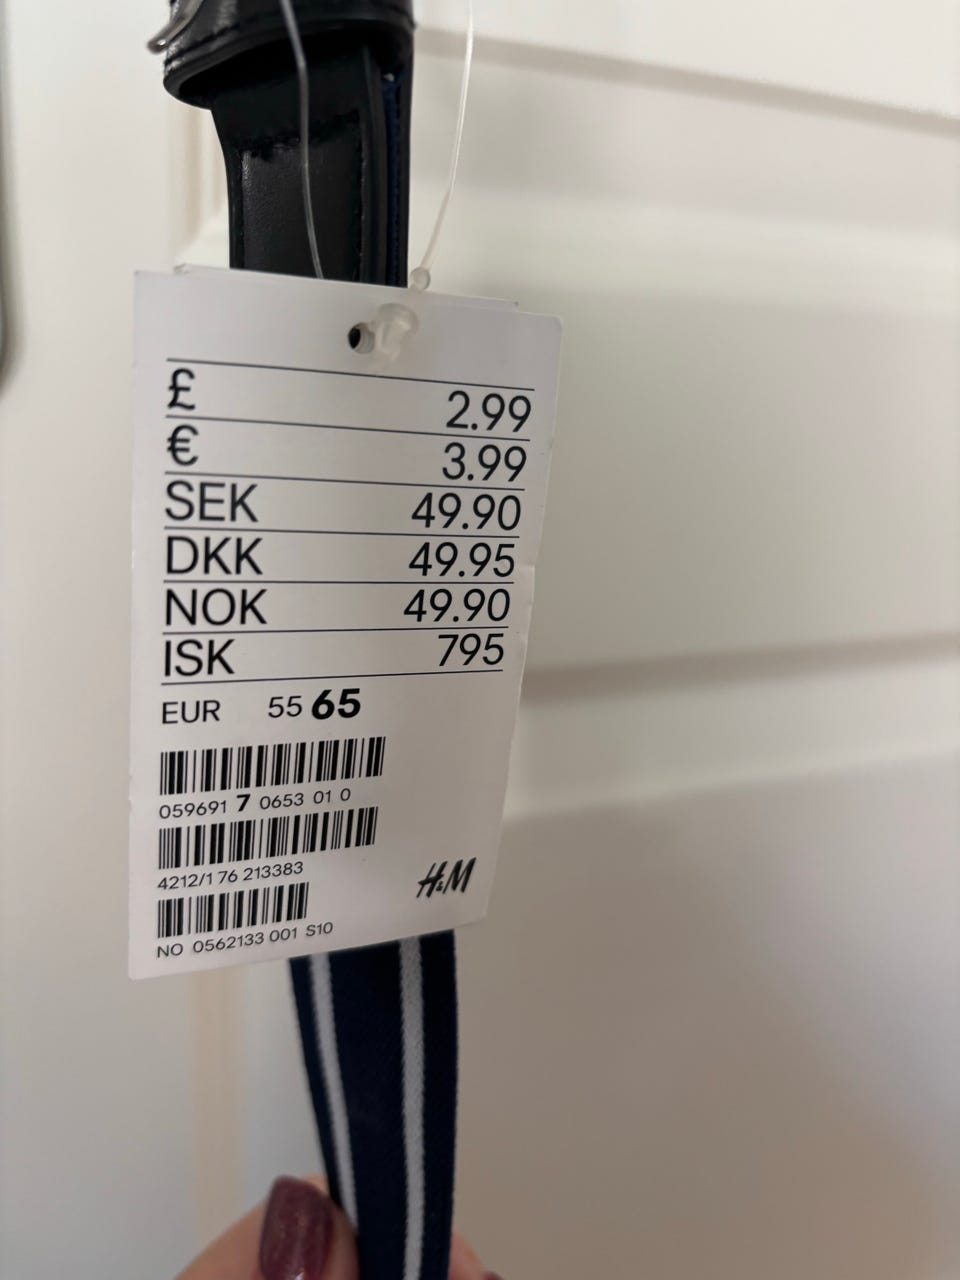 £ 2.99
€ 3.99
SEK 49.90
DKK 49.95
NOK 49.90
ISK 795
EUR 55 65
059691 7 0653 01 0
4212/1 76 213383
H&M
NO 0562133 001 S10